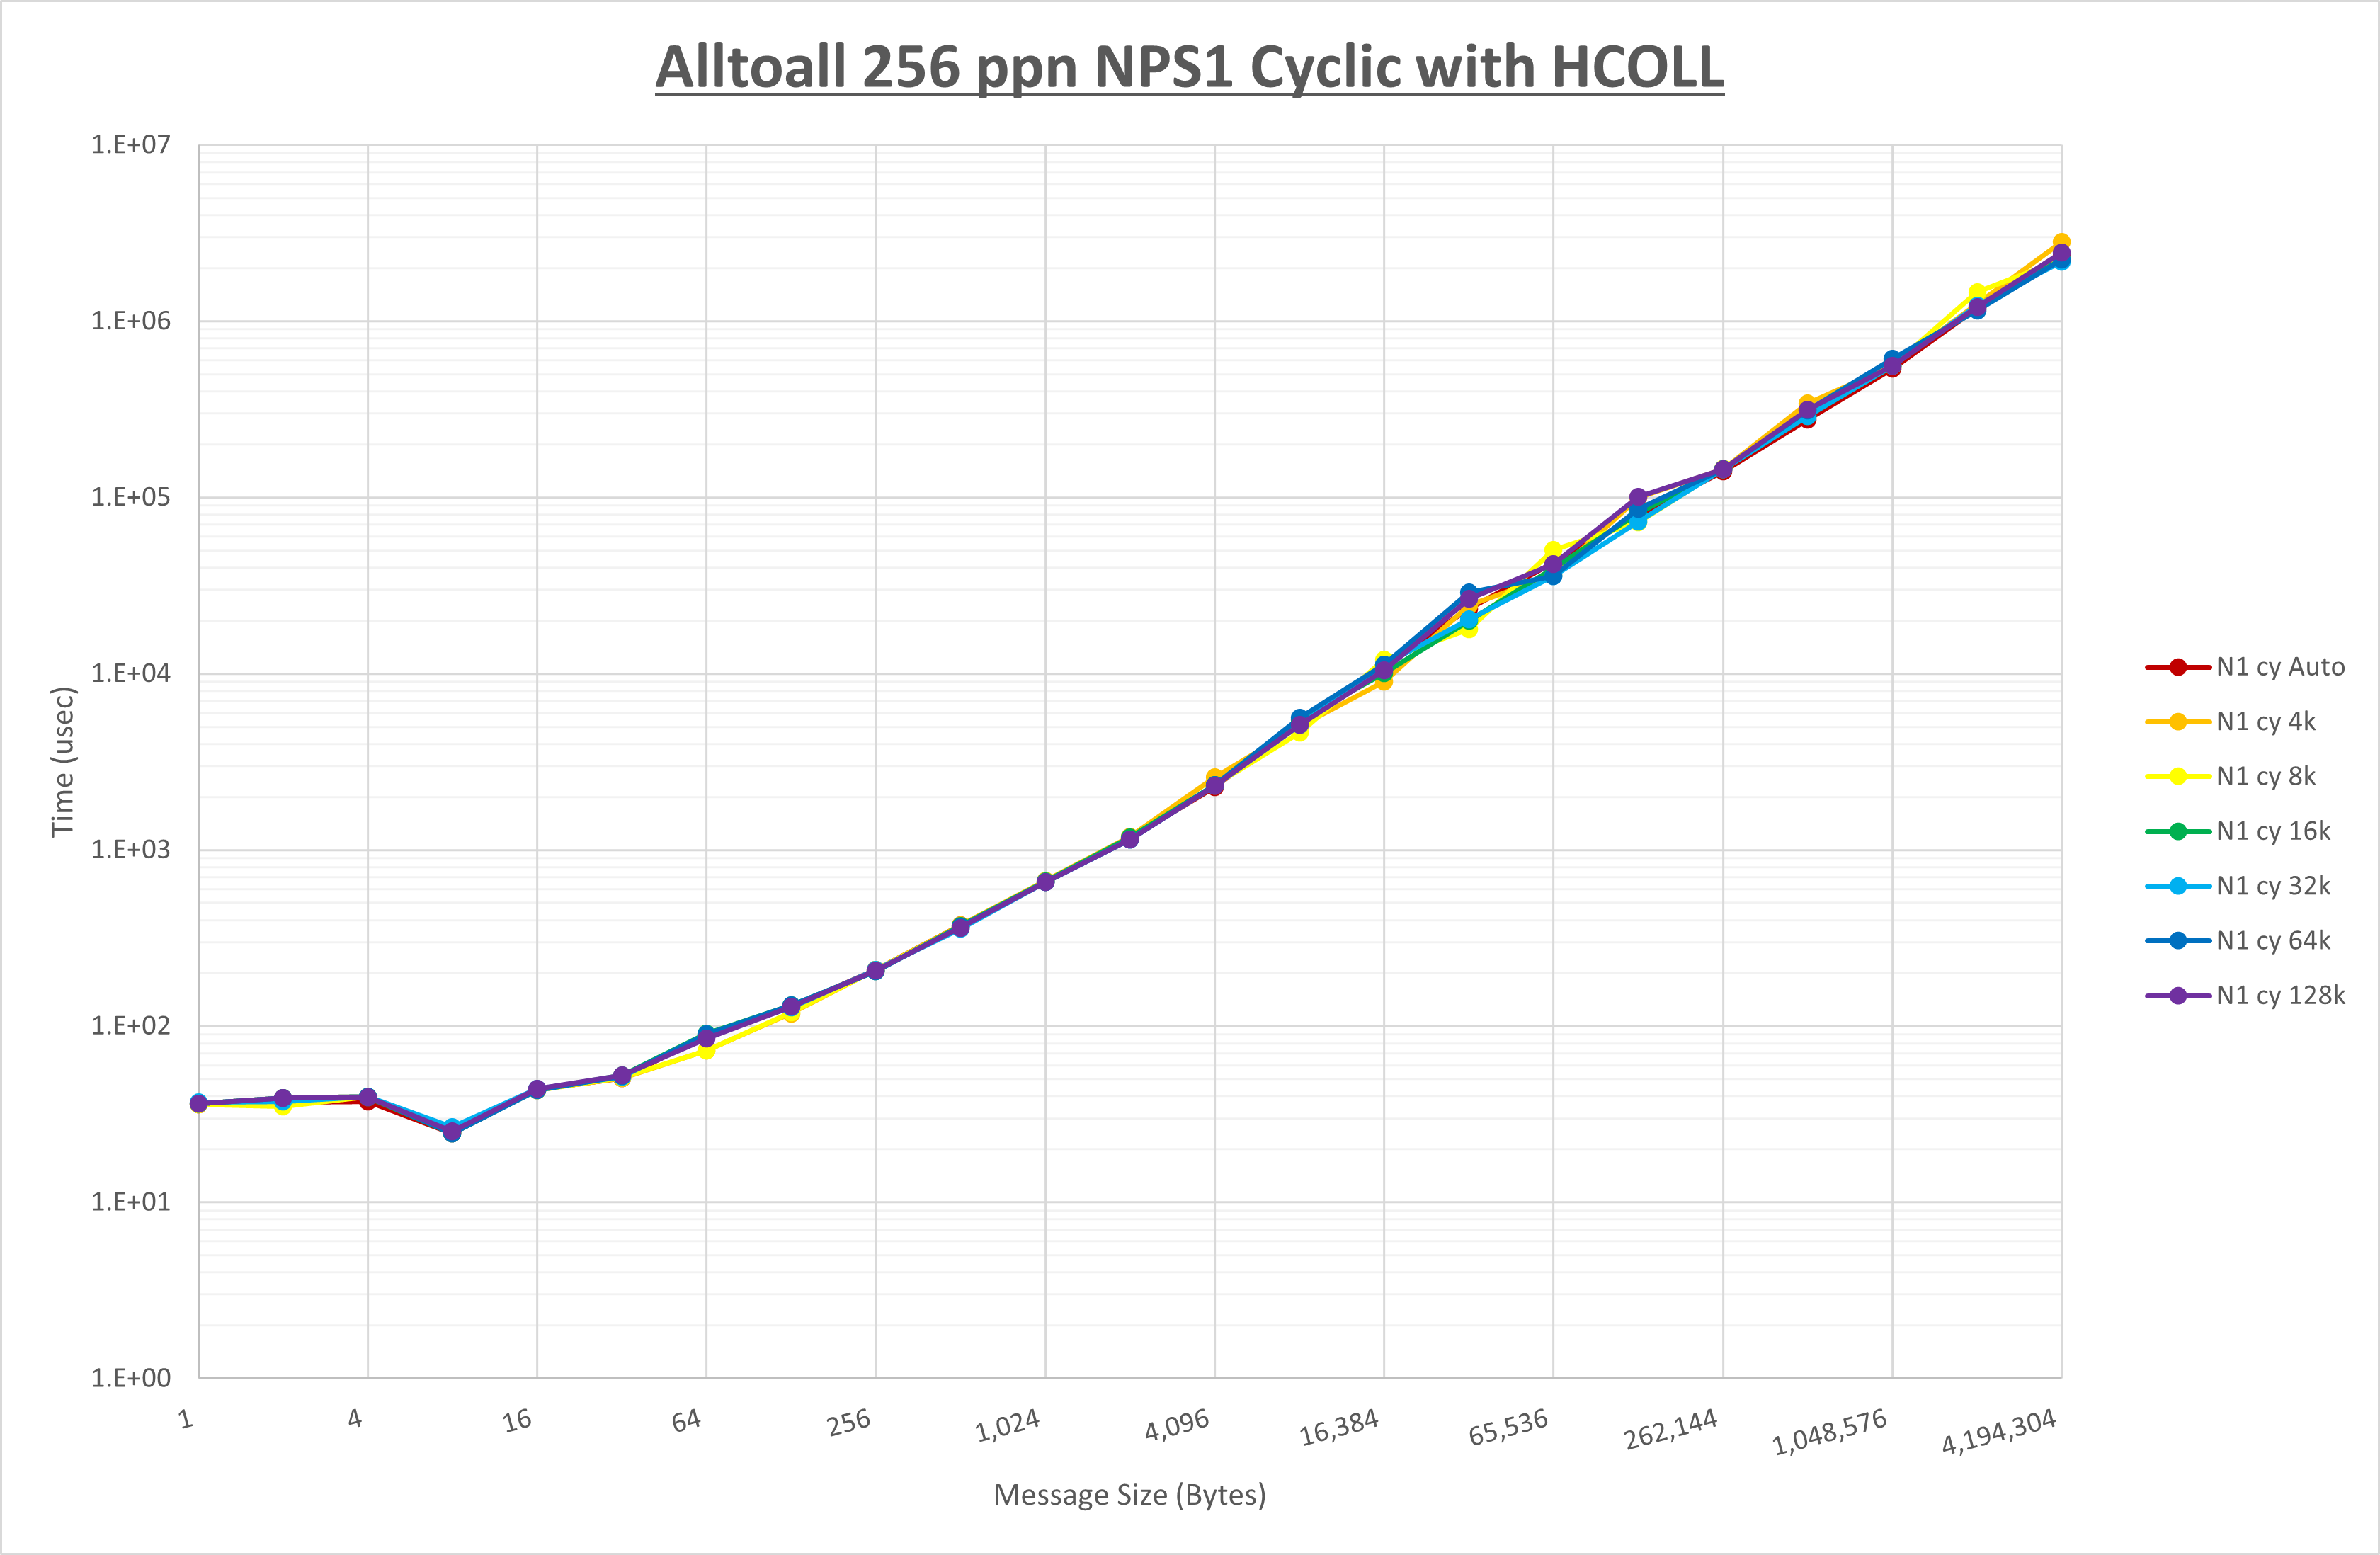 Alltoall 256 ppn NPS1 Cyclic with HCOLL
1.E+07
1.E+06
1.E+05
1.E+04
1.E+03
1.E+02
1.E+01
1.E+00
Time (usec)
1
4
16
64
256
1,024
4,096
16,384
65,536
262,144
1,048,576
4,194,304
Message Size (Bytes)
N1 cy Auto
N1 cy 4k
N1 cy 8k
N1 cy 16k
N1 cy 32k
N1 cy 64k
N1 cy 128k